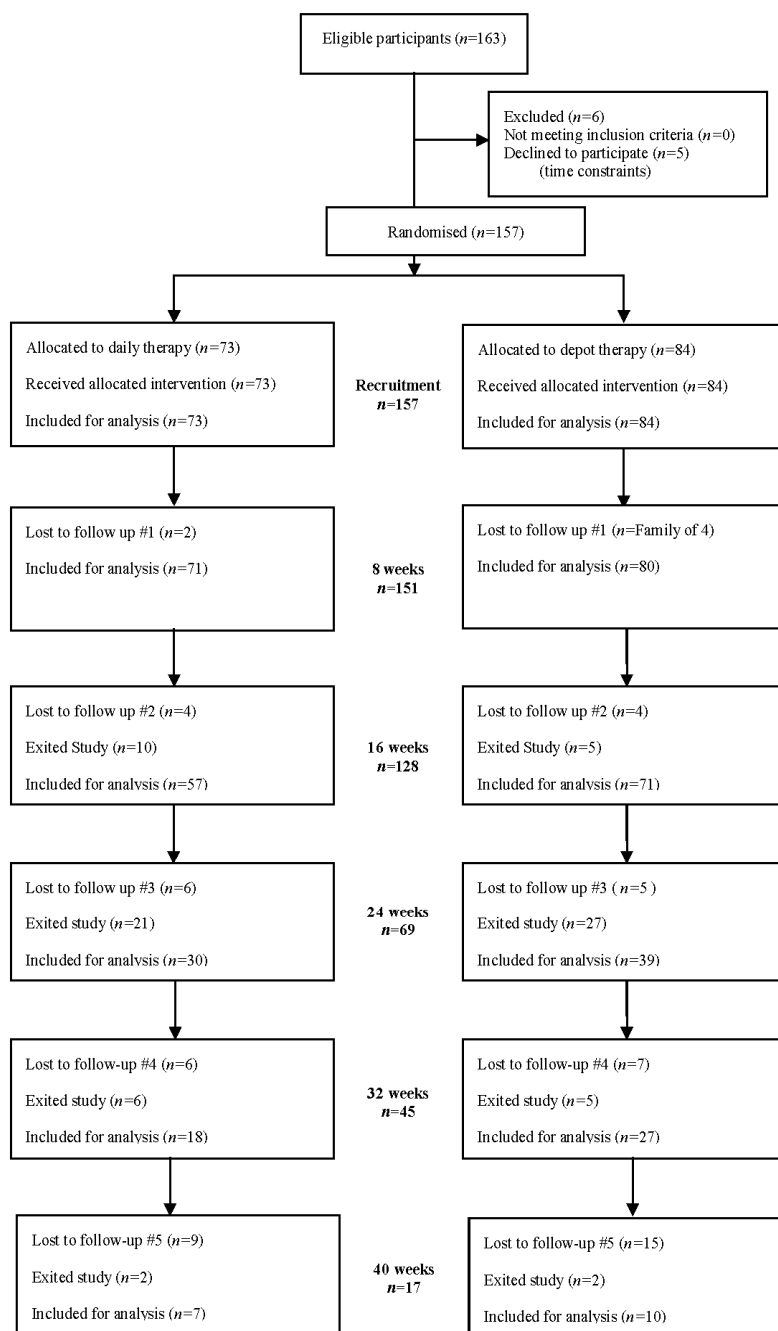 Eligible participants (n=163)
Excluded (n=6)
Not meeting inclusion criteria (n=0)
Declined to participate (n=5)
(time constraints)
Randomised (n=157)
Allocated to daily therapy (n=73)
Received allocated intervention (n=73)
Included for analysis (n=73)
Recruitment
n=157
Allocated to depot therapy (n=84)
Received allocated intervention (n=84)
Included for analysis (n=84)
Lost to follow up #1 (n=2)
Included for analysis (n=71)
8 weeks
n=151
Lost to follow up #1 (n=Family of 4)
Included for analysis (n=80)
Lost to follow up #2 (n=4)
Exited Study (n=10)
Included for analysis (n=57)
16 weeks
n=128
Lost to follow up #2 (n=4)
Exited Study (n=5)
Included for analysis (n=71)
Lost to follow up #3 (n=6)
Exited study (n=21)
Included for analysis (n=30)
24 weeks
n=69
Lost to follow up #3 ( n=5 )
Exited study (n=27)
Included for analysis (n=39)
Lost to follow-up #4 (n=6)
Exited study (n=6)
Included for analysis (n=18)
32 weeks
n=45
Lost to follow-up #4 (n=7)
Exited study (n=5)
Included for analysis (n=27)
Lost to follow-up #5 (n=9)
Exited study (n=2)
Included for analysis (n=7)
40 weeks
n=17
Lost to follow-up #5 (n=15)
Exited study (n=2)
Included for analysis (n=10)